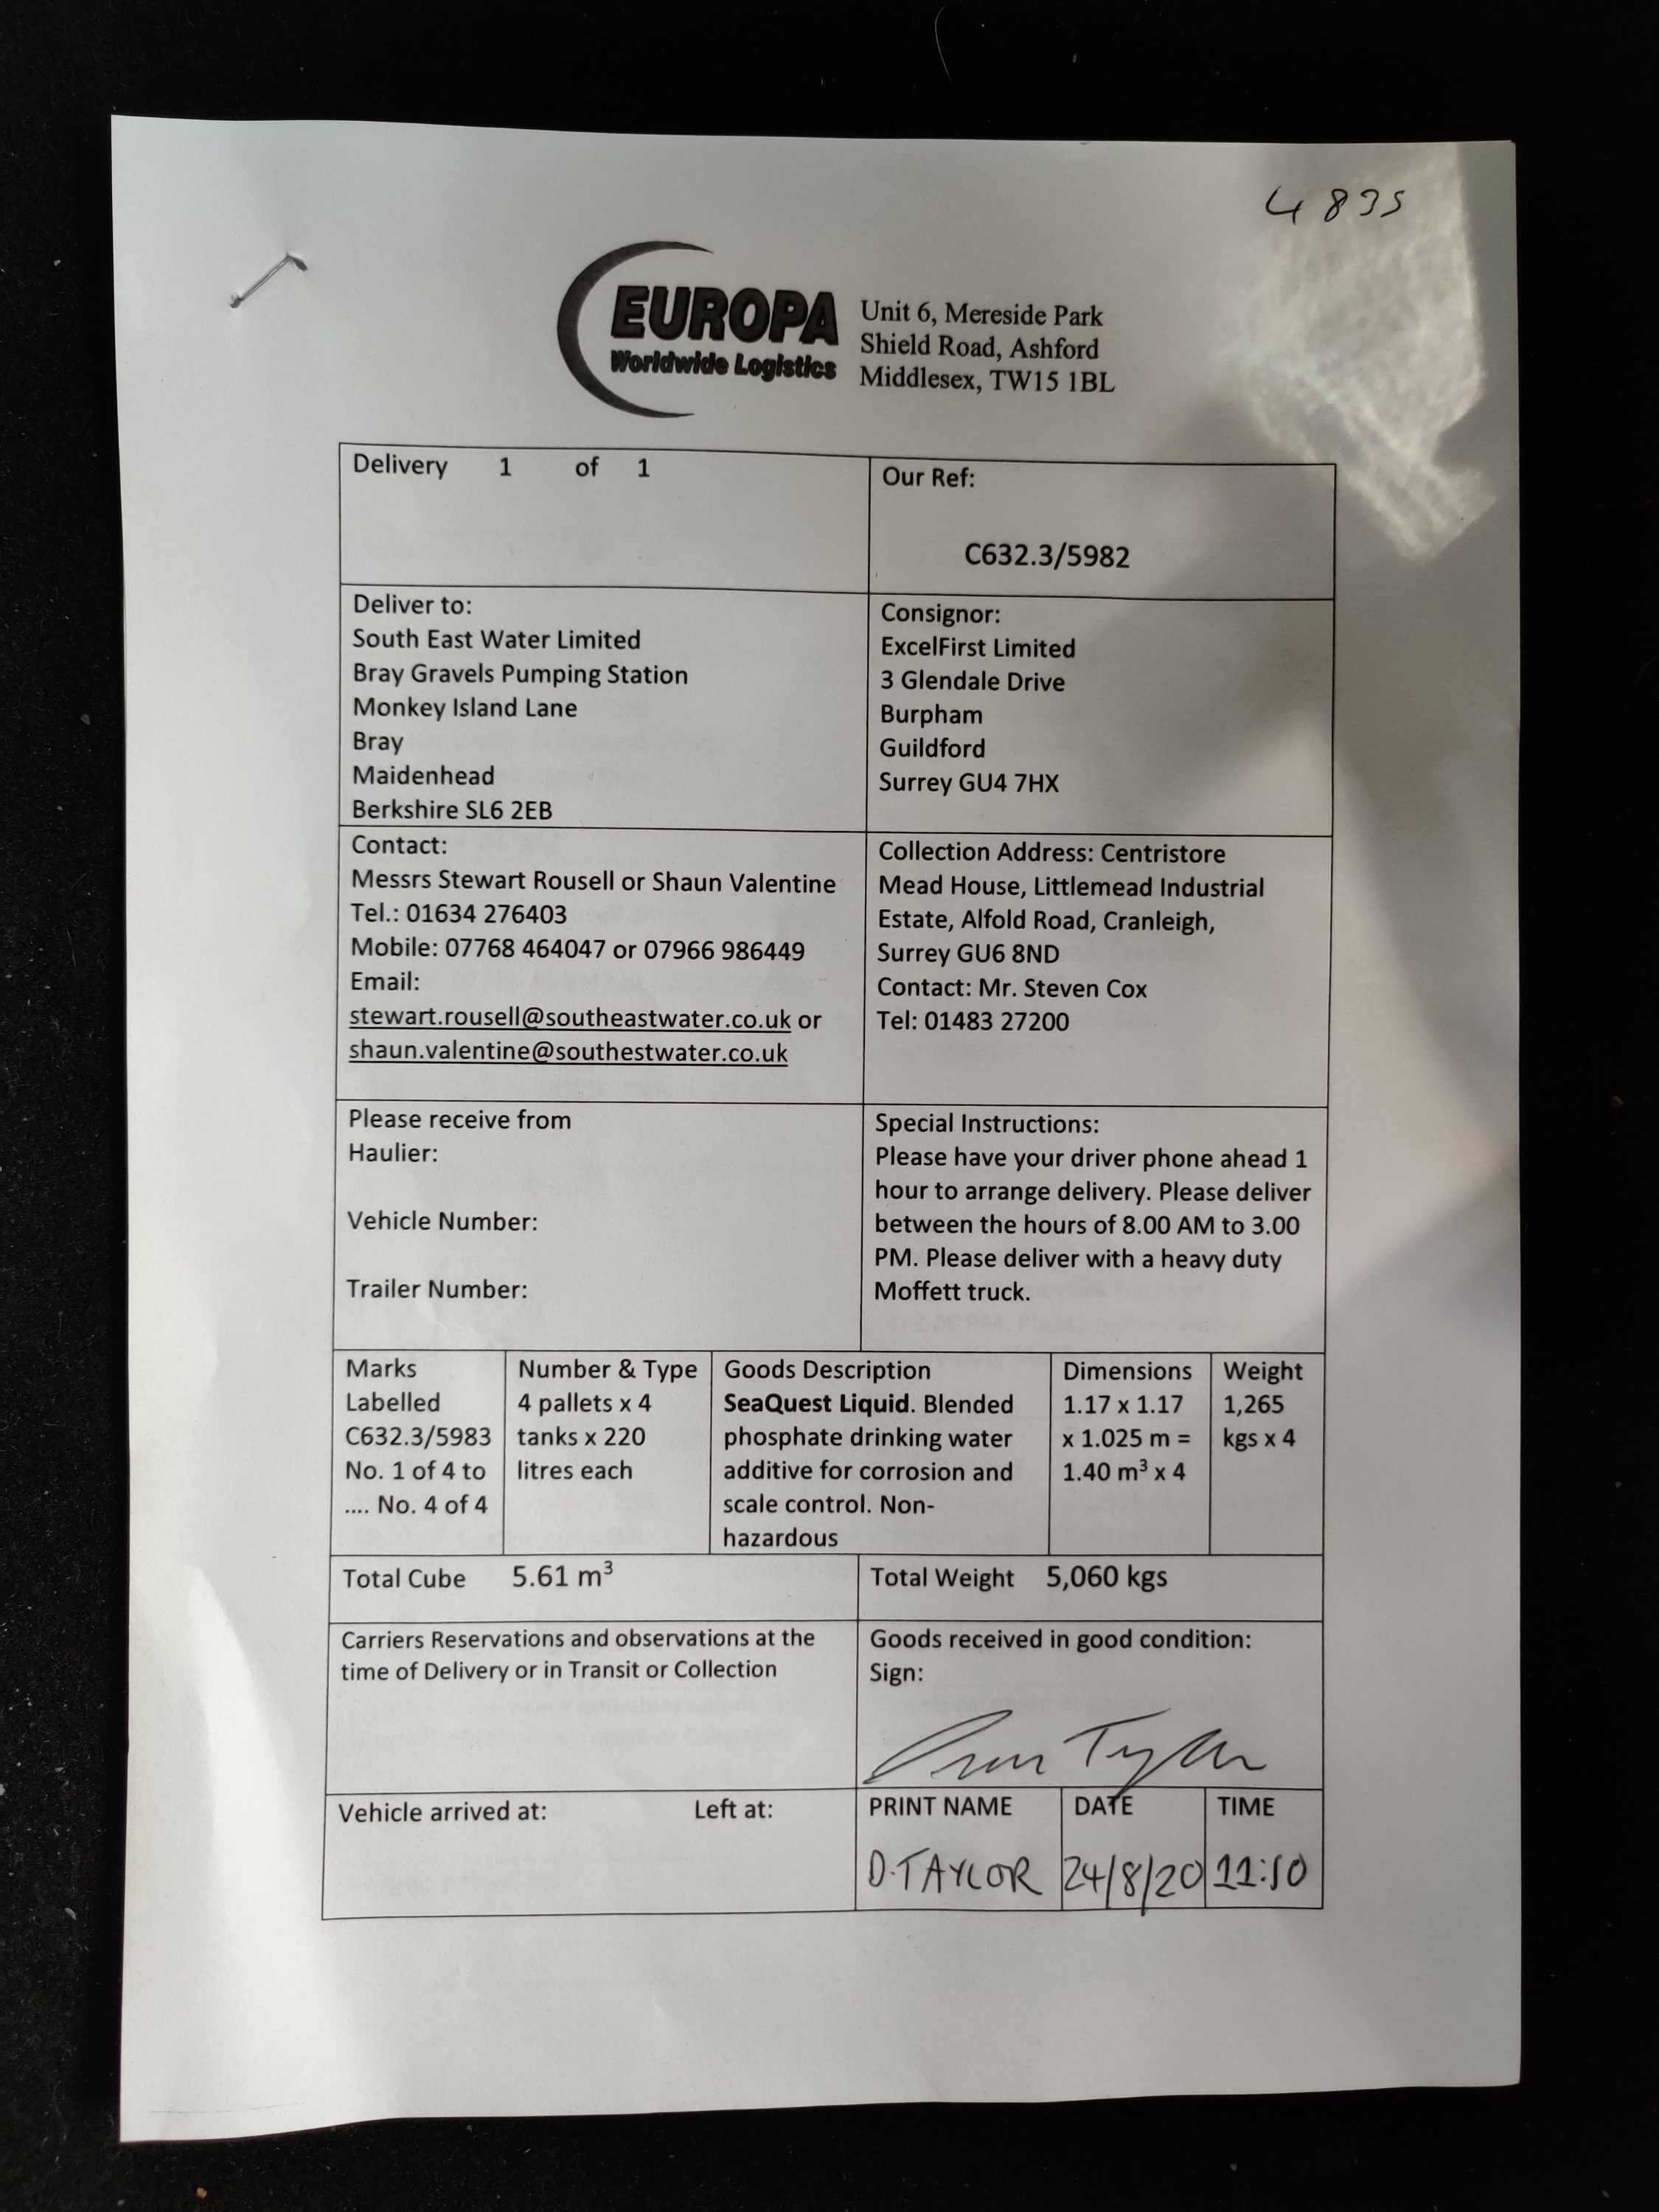 4835
EUROPA
Worldwide Logistics
Unit 6, Mereside Park
Shield Road, Ashford
Middlesex, TW15 1BL
Delivery 1 of 1
Our Ref:
C632.3/5982
Deliver to:
South East Water Limited
Bray Gravels Pumping Station
Monkey Island Lane
Bray
Maidenhead
Berkshire SL6 2EB
Consignor:
ExcelFirst Limited
3 Glendale Drive
Burpham
Guildford
Surrey GU4 7HX
Contact:
Messrs Stewart Rousell or Shaun Valentine
Tel.: 01634 276403
Mobile: 07768 464047 or 07966 986449
Email:
stewart.rousell@southeastwater.co.uk or
shaun.valentine@southestwater.co.uk
Collection Address: Centristore
Mead House, Littlemead Industrial
Estate, Alfold Road, Cranleigh,
Surrey GU6 8ND
Contact: Mr. Steven Cox
Tel: 01483 27200
Please receive from
Haulier:
Vehicle Number:
Trailer Number:
Special Instructions:
Please have your driver phone ahead 1
hour to arrange delivery. Please deliver
between the hours of 8.00 AM to 3.00
PM. Please deliver with a heavy duty
Moffett truck.
Marks
Labelled
C632.3/5983
No. 1 of 4 to
.... No. 4 of 4
Number & Type
4 pallets x 4
tanks x 220
litres each
Goods Description
SeaQuest Liquid. Blended
phosphate drinking water
additive for corrosion and
scale control. Non-
hazardous
Dimensions
1.17 x 1.17
x 1.025 m =
1.40 m³ x 4
Weight
1,265
kgs x 4
Total Cube 5.61 m³
Total Weight 5,060 kgs
Carriers Reservations and observations at the
time of Delivery or in Transit or Collection
Goods received in good condition:
Sign:
Vehicle arrived at: Left at:
PRINT NAME
D.TAYLOR
DATE
24/8/20
TIME
11:50